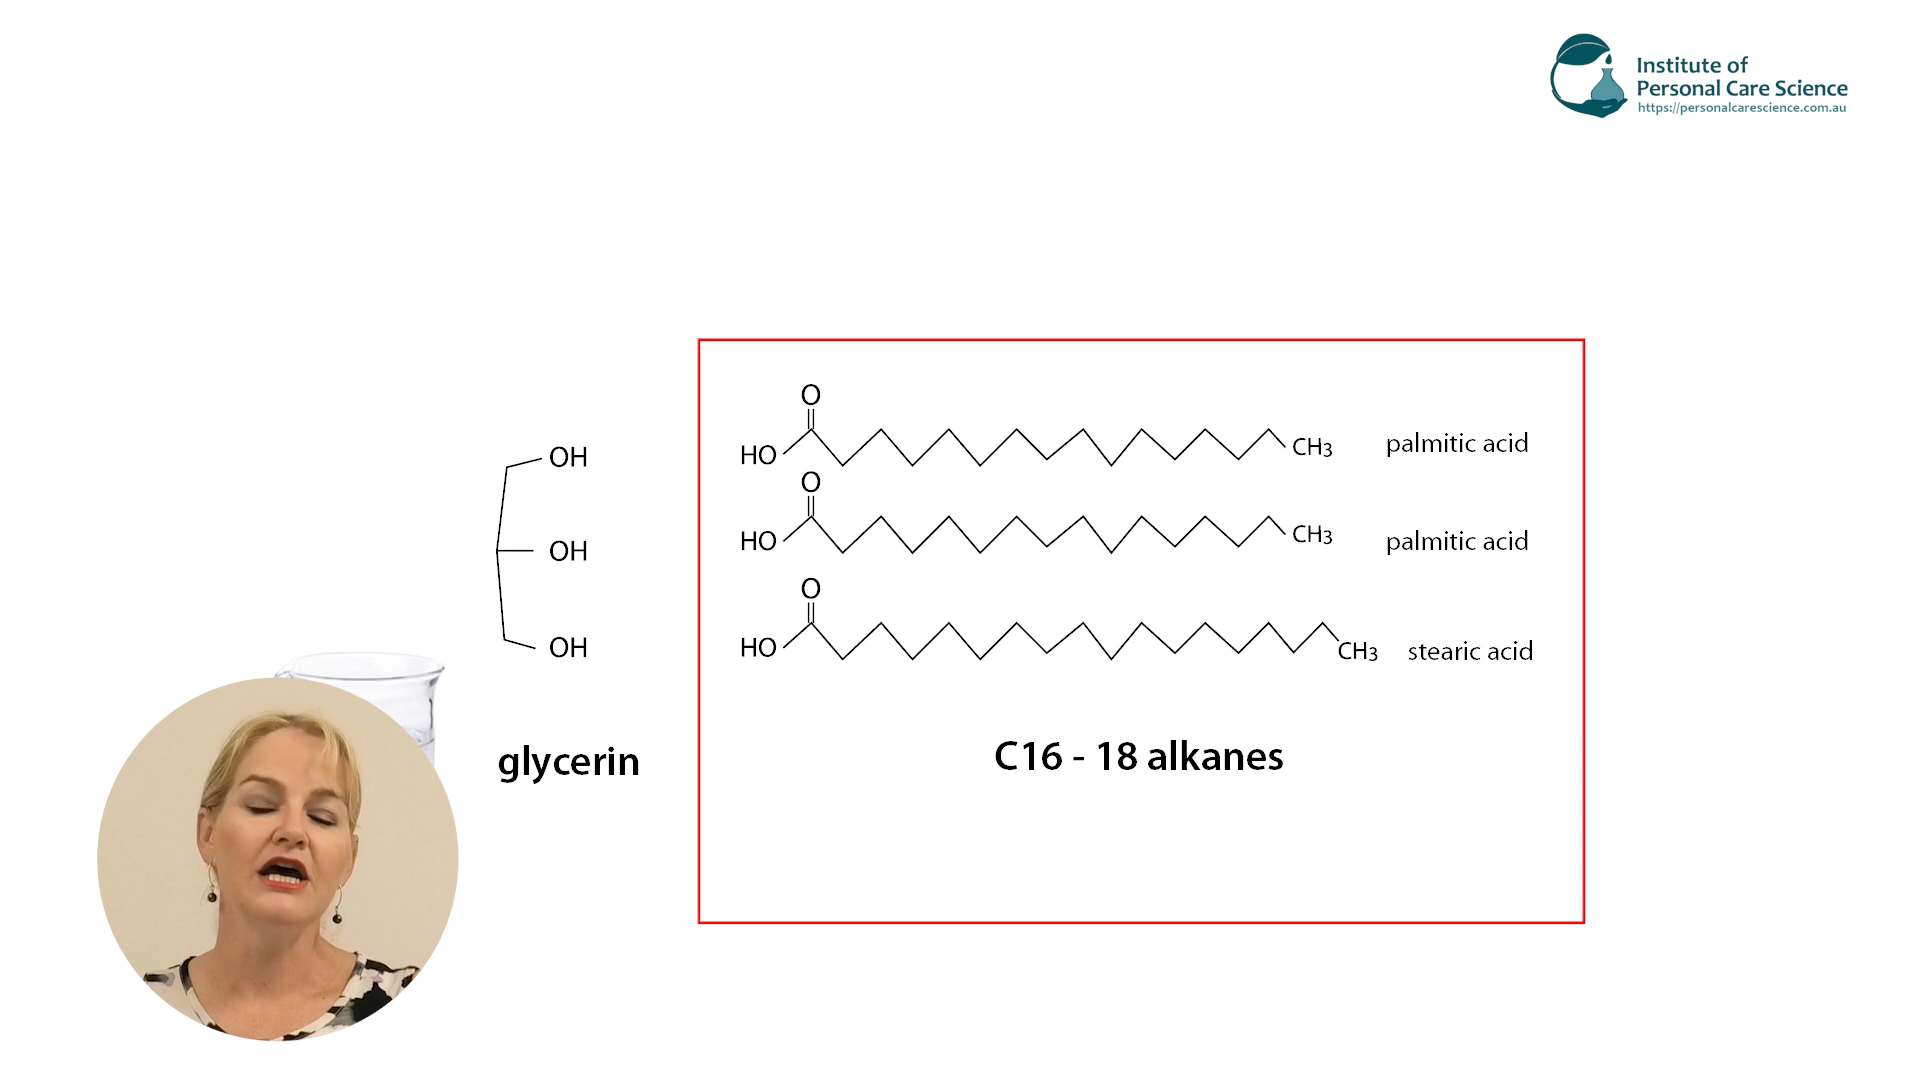 Institute of
Personal Care Science
https://personalcarescience.com.au
OH
OH
OH
glycerin
O
HO
CH3
palmitic acid
O
HO
CH3
palmitic acid
O
HO
CH3
stearic acid
C16 - 18 alkanes